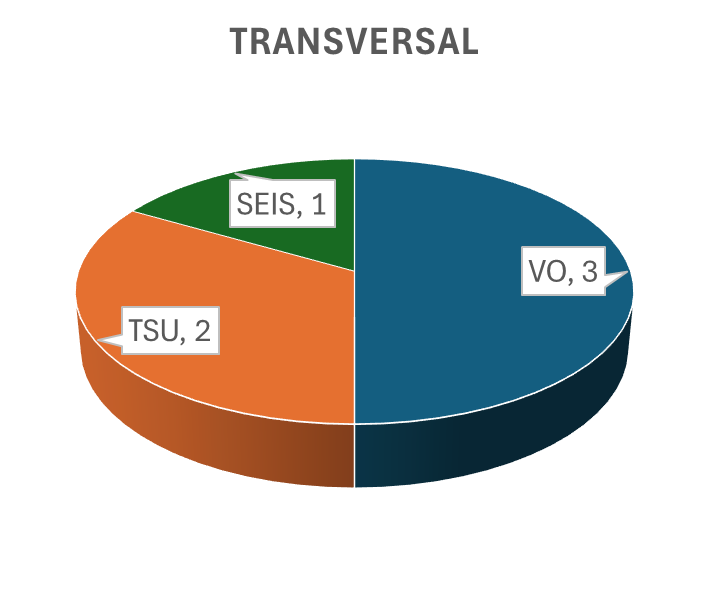 TRANSVERSAL
SEIS, 1
VO, 3
TSU, 2